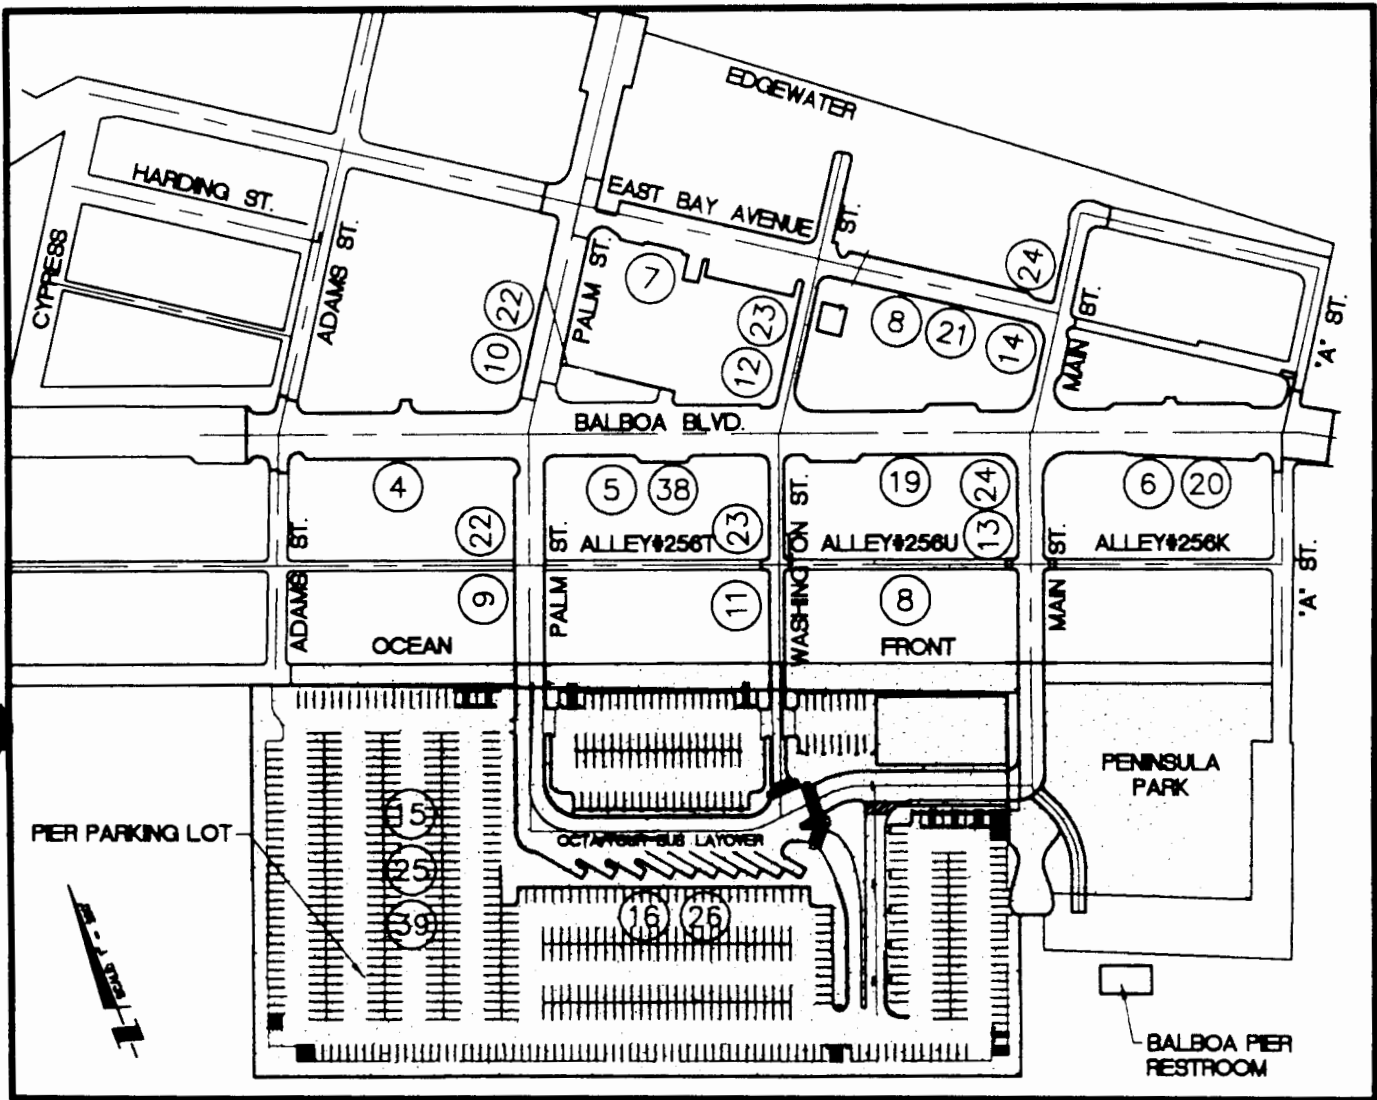 EDGEWATER
HARDING ST.
EAST BAY AVENUE
ST.
CYPRESS
ADAMS ST.
PALM ST.
7
24
22
10
23
12
8
21
14
MAIN ST.
"A" ST.
BALBOA BLVD.
4
5
38
19
24
6
20
22
23
13
ADAMS ST.
PALM ST.
ALLEY#256T
WASHINGTON ST.
ALLEY#256U
MAIN ST.
ALLEY#256K
"A" ST.
9
11
8
OCEAN
FRONT
PENINSULA
PARK
PIER PARKING LOT
15
25
39
BUS LAYOVER
16
26
BALBOA PIER
RESTROOM